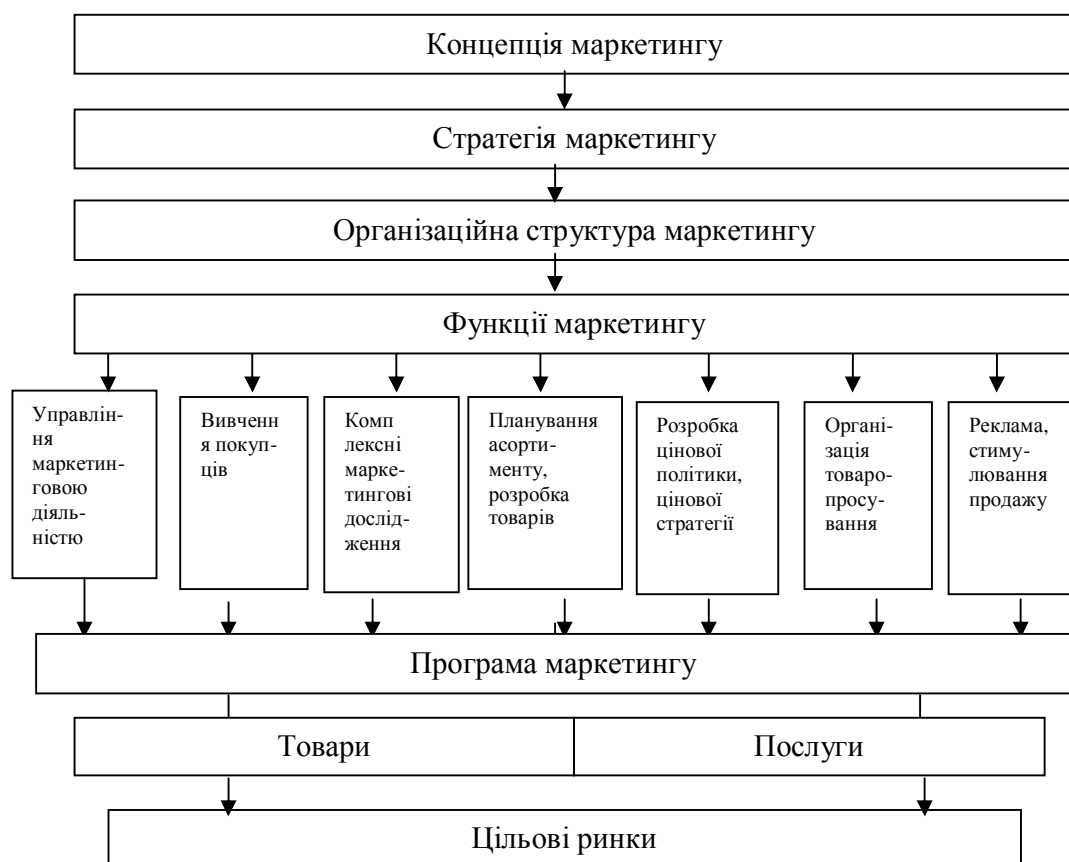 Концепція маркетингу
Стратегія маркетингу
Організаційна структура маркетингу
Функції маркетингу
Управлін-
ня
маркетин-
говою
діяль-
ністю
Вивченн
я покуп-
ців
Комп
лексні
марке-
тингові
дослід-
ження
Планування
асорти-
менту,
розробка
товарів
Розробка
цінової
політики,
цінової
стратегії
Органі-
зація
товаро-
просу-
вання
Реклама,
стиму-
лювання
продажу
Програма маркетингу
Товари
Послуги
Цільові ринки